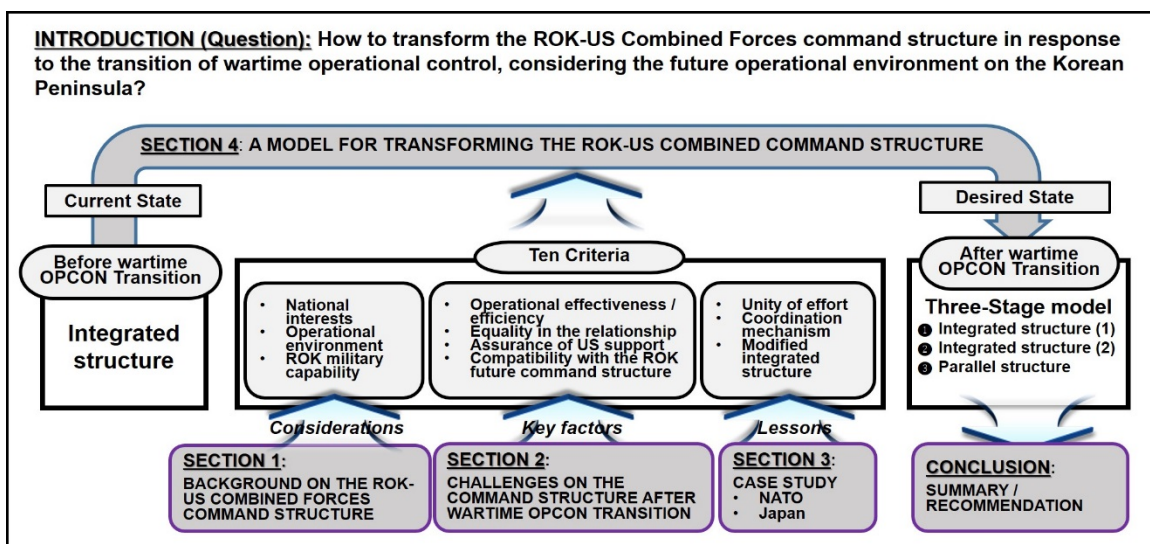 INTRODUCTION (Question): How to transform the ROK-US Combined Forces command structure in response
to the transition of wartime operational control, considering the future operational environment on the Korean
Peninsula?
SECTION 4: A MODEL FOR TRANSFORMING THE ROK-US COMBINED COMMAND STRUCTURE
Current State
Desired State
Before wartime
OPCON Transition
Integrated
structure
Ten Criteria
• National
interests
• Operational
environment
• ROK military
capability
• Operational effectiveness /
efficiency
• Equality in the relationship
• Assurance of US support
• Compatibility with the ROK
future command structure
• Unity of effort
• Coordination
mechanism
• Modified
integrated
structure
After wartime
OPCON Transition
Three-Stage model
❶ Integrated structure (1)
❷ Integrated structure (2)
❸ Parallel structure
Considerations
Key factors
Lessons
SECTION 1:
BACKGROUND ON THE ROK-
US COMBINED FORCES
COMMAND STRUCTURE
SECTION 2:
CHALLENGES ON THE
COMMAND STRUCTURE AFTER
WARTIME OPCON TRANSITION
SECTION 3:
CASE STUDY
• NATO
• Japan
CONCLUSION:
SUMMARY /
RECOMMENDATION